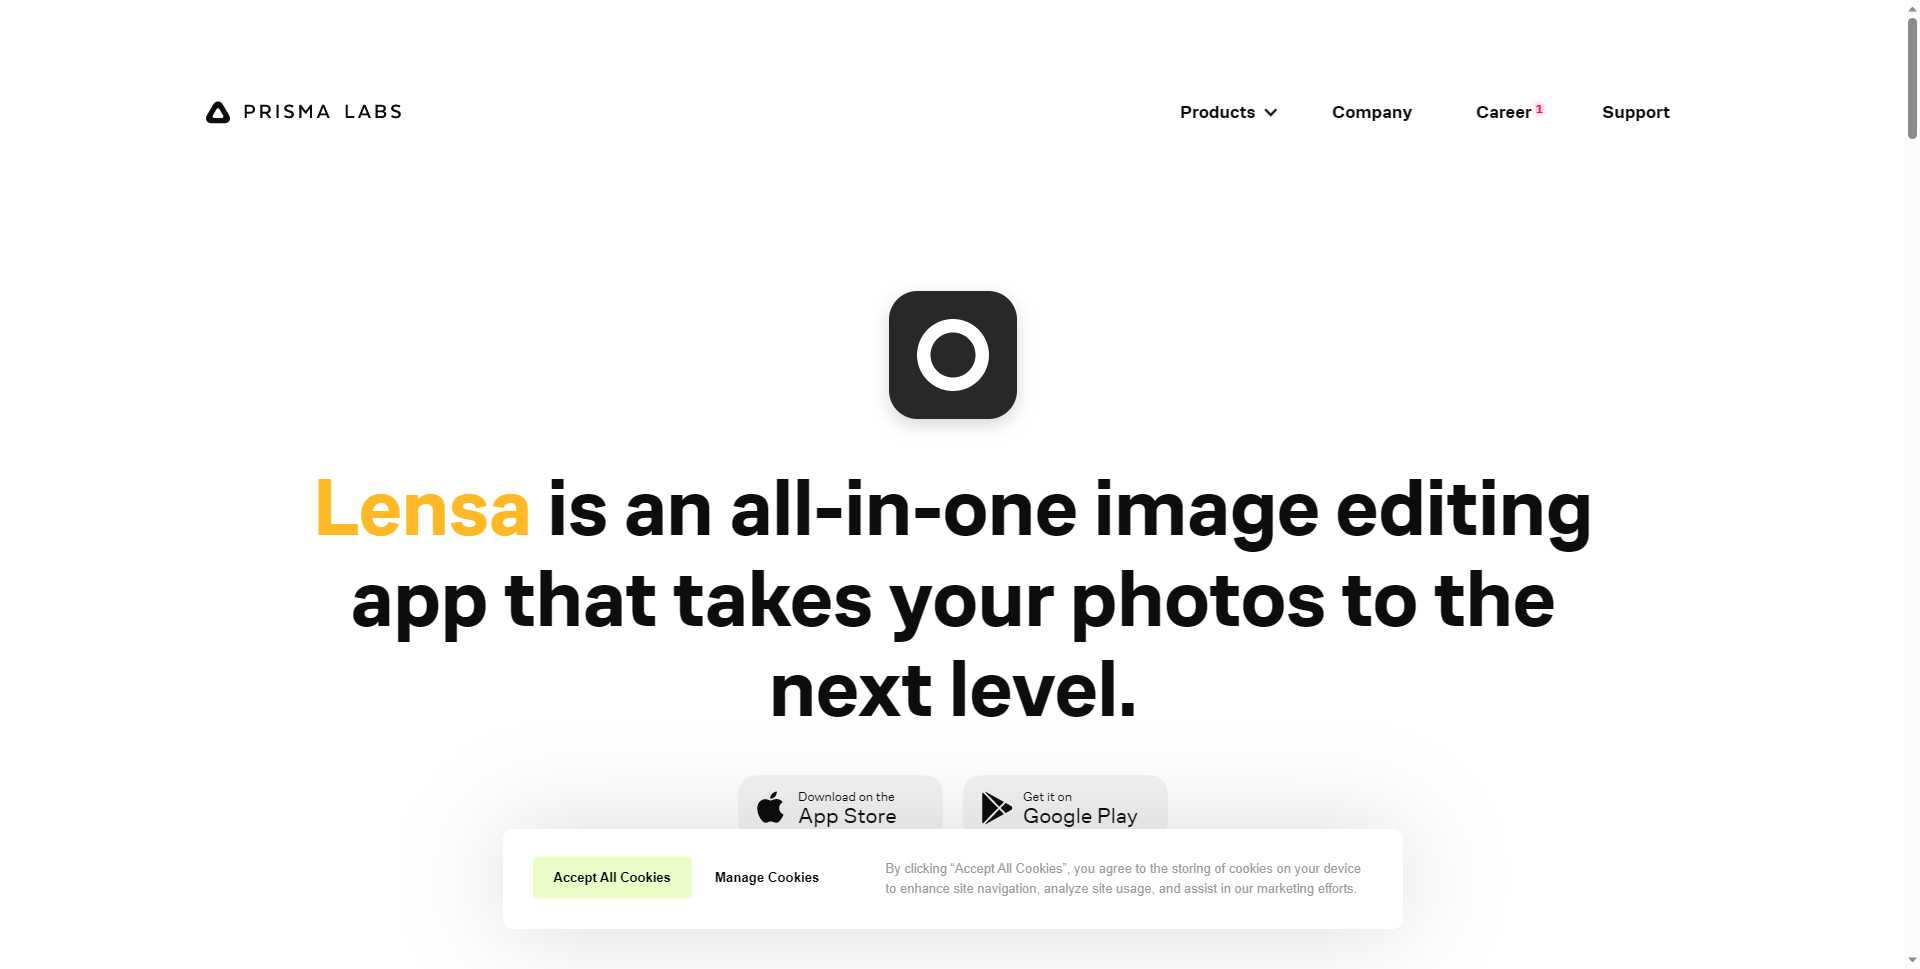 PRISMA LABS
Products
Company
Career 1
Support
Lensa is an all-in-one image editing
app that takes your photos to the
next level.
Download on the
App Store
Get it on
Google Play
Accept All Cookies
Manage Cookies
By clicking “Accept All Cookies”, you agree to the storing of cookies on your device
to enhance site navigation, analyze site usage, and assist in our marketing efforts.